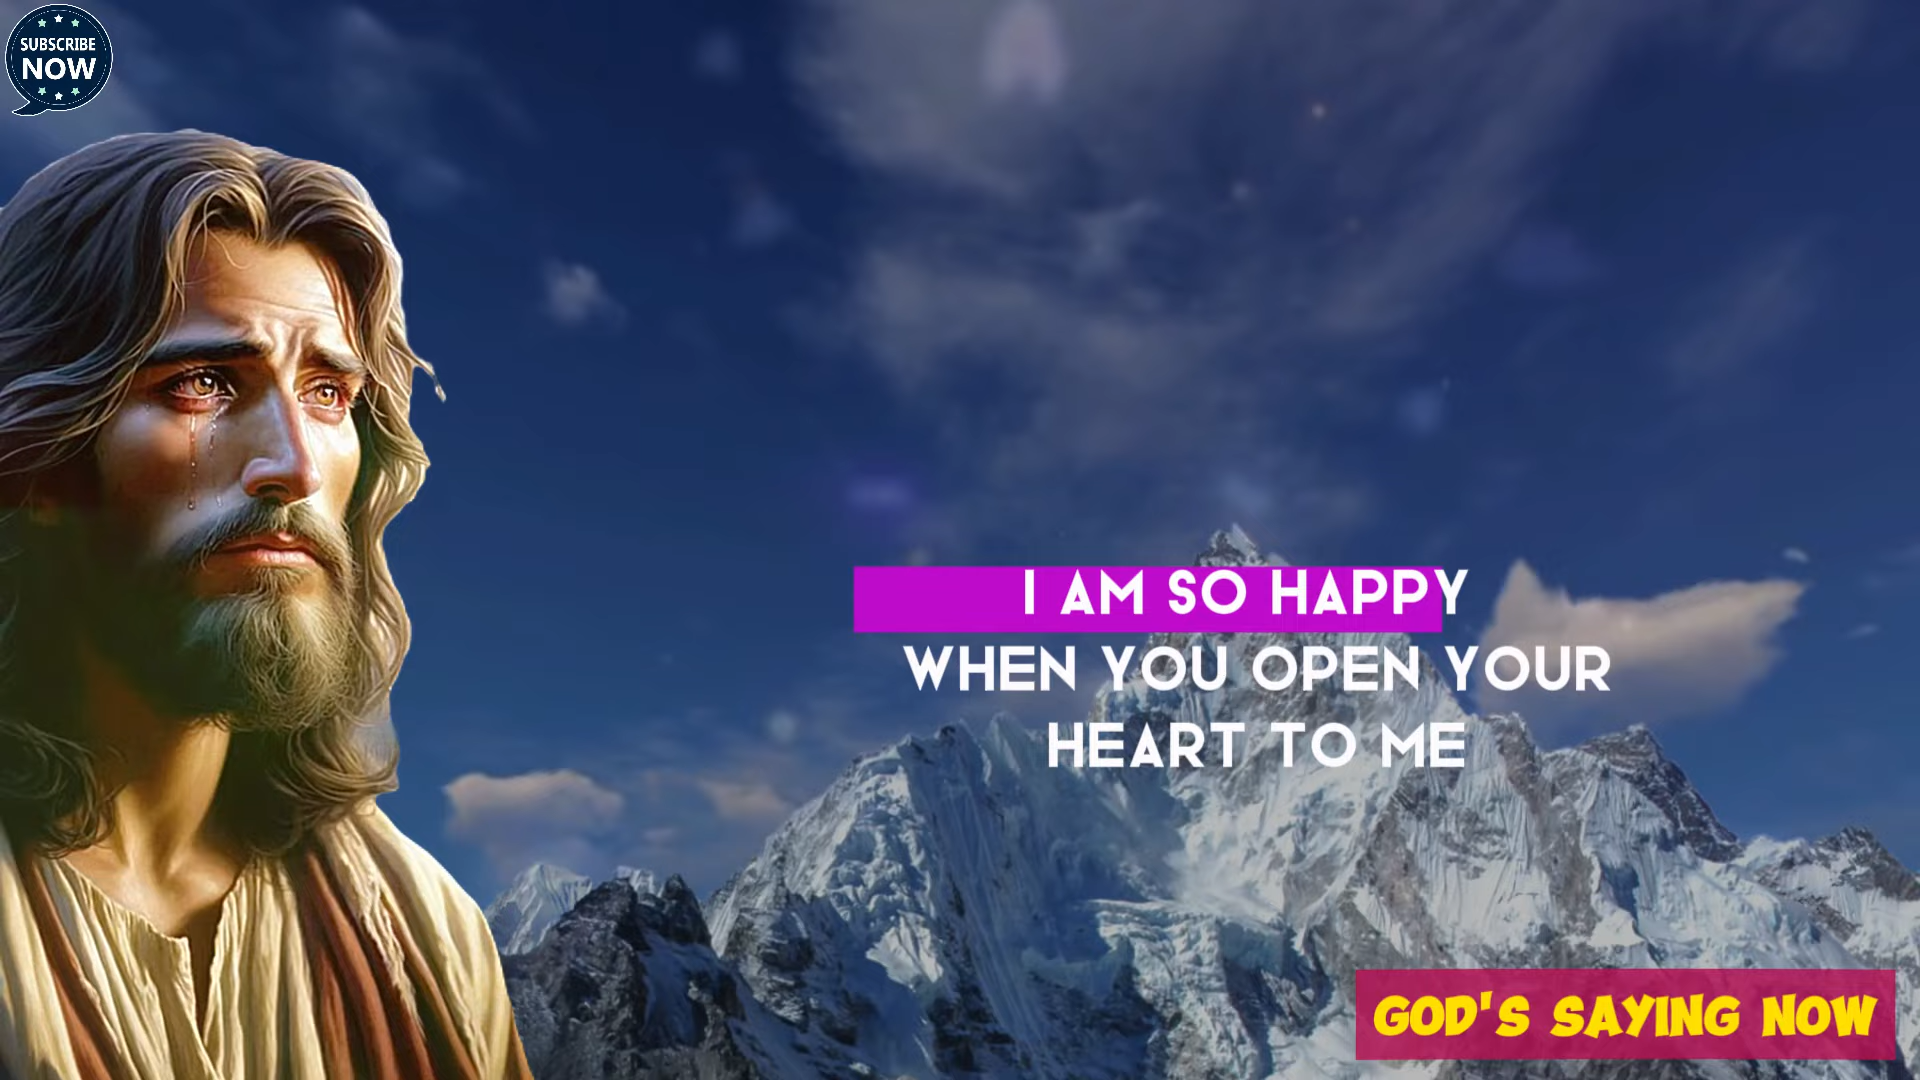 SUBSCRIBE
NOW
I AM SO HAPPY
WHEN YOU OPEN YOUR
HEART TO ME
GOD'S SAYING NOW